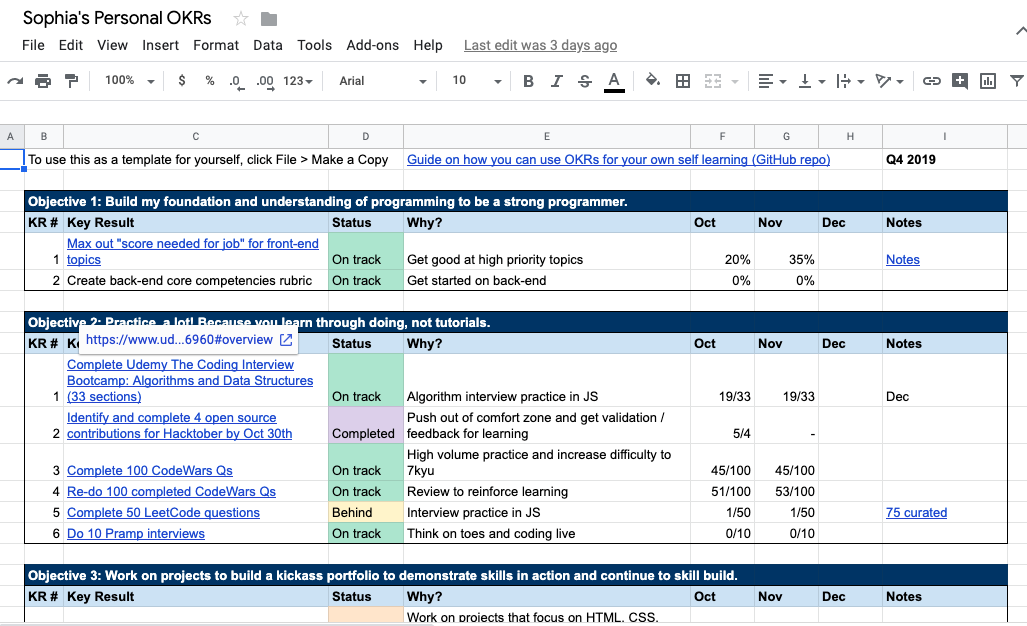 Sophia's Personal OKRs
File Edit View Insert Format Data Tools Add-ons Help Last edit was 3 days ago
100% $ % .0 .00 123 Arial 10 B I S A
A B C D E F G H I
To use this as a template for yourself, click File > Make a Copy Guide on how you can use OKRs for your own self learning (GitHub repo) Q4 2019
Objective 1: Build my foundation and understanding of programming to be a strong programmer.
KR # Key Result Status Why? Oct Nov Dec Notes
Max out "score needed for job" for front-end
1 topics On track Get good at high priority topics 20% 35% Notes
2 Create back-end core competencies rubric On track Get started on back-end 0% 0%
Objective 2: Practice, a lot! Because you learn through doing, not tutorials.
KR # Ke Status Why? Oct Nov Dec Notes
https://www.ud...6960#overview
Complete Udemy The Coding Interview
Bootcamp: Algorithms and Data Structures
1 (33 sections) On track Algorithm interview practice in JS 19/33 19/33 Dec
Identify and complete 4 open source Push out of comfort zone and get validation /
2 contributions for Hacktober by Oct 30th Completed feedback for learning 5/4 -
High volume practice and increase difficulty to
3 Complete 100 CodeWars Qs On track 7kyu 45/100 45/100
4 Re-do 100 completed CodeWars Qs On track Review to reinforce learning 51/100 53/100
5 Complete 50 LeetCode questions Behind Interview practice in JS 1/50 1/50 75 curated
6 Do 10 Pramp interviews On track Think on toes and coding live 0/10 0/10
Objective 3: Work on projects to build a kickass portfolio to demonstrate skills in action and continue to skill build.
KR # Key Result Status Why? Oct Nov Dec Notes
Work on projects that focus on HTML, CSS,